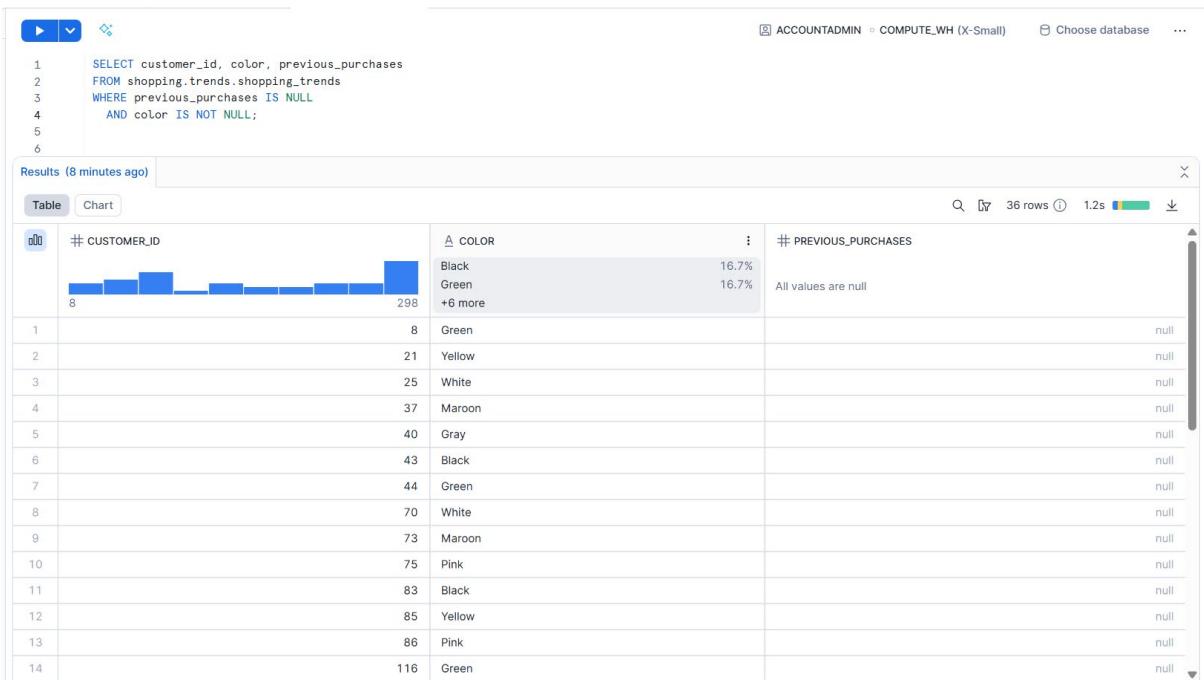 ACCOUNTADMIN COMPUTE_WH (X-Small) Choose database ...
1 SELECT customer_id, color, previous_purchases
2 FROM shopping.trends.shopping_trends
3 WHERE previous_purchases IS NULL
4 AND color IS NOT NULL;
5
6
Results (8 minutes ago)
Table Chart 36 rows 1.2s
# CUSTOMER_ID A COLOR # PREVIOUS_PURCHASES
8 298
Black 16.7%
Green 16.7%
+6 more
All values are null
1 8 Green null
2 21 Yellow null
3 25 White null
4 37 Maroon null
5 40 Gray null
6 43 Black null
7 44 Green null
8 70 White null
9 73 Maroon null
10 75 Pink null
11 83 Black null
12 85 Yellow null
13 86 Pink null
14 116 Green null